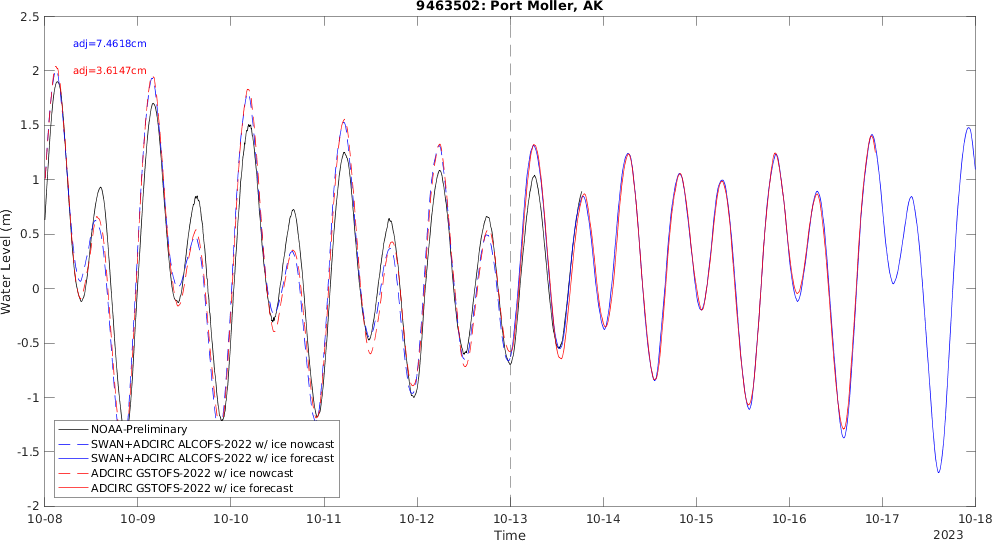 9463502: Port Moller, AK
adj=7.4618cm
adj=3.6147cm
Water Level (m)
2.5
2
1.5
1
0.5
0
-0.5
-1
-1.5
-2
NOAA-Preliminary
SWAN+ADCIRC ALCOFS-2022 w/ ice nowcast
SWAN+ADCIRC ALCOFS-2022 w/ ice forecast
ADCIRC GSTOFS-2022 w/ ice nowcast
ADCIRC GSTOFS-2022 w/ ice forecast
10-08 10-09 10-10 10-11 10-12 10-13 10-14 10-15 10-16 10-17 10-18
Time
2023